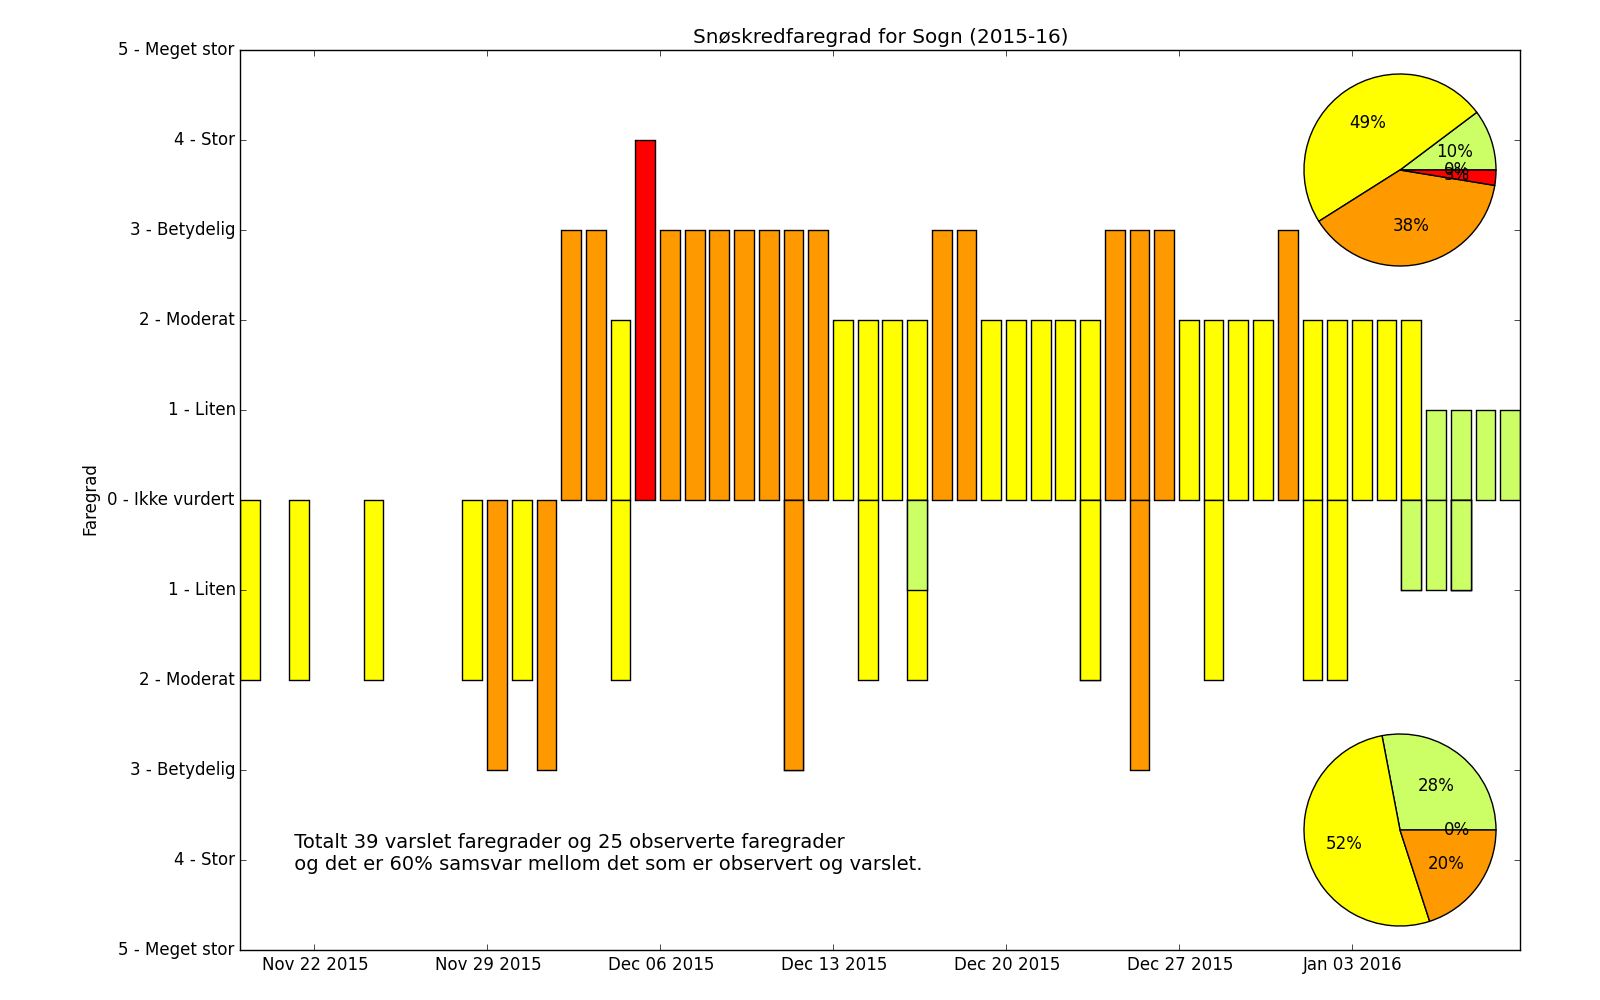 Snøskredfaregrad for Sogn (2015-16)
5 - Meget stor
4 - Stor
3 - Betydelig
2 - Moderat
1 - Liten
0 - Ikke vurdert
1 - Liten
2 - Moderat
3 - Betydelig
4 - Stor
5 - Meget stor
Faregrad
49%
10%
0%
3%
38%
28%
52%
0%
20%
Totalt 39 varslet faregrader og 25 observerte faregrader
og det er 60% samsvar mellom det som er observert og varslet.
Nov 22 2015
Nov 29 2015
Dec 06 2015
Dec 13 2015
Dec 20 2015
Dec 27 2015
Jan 03 2016